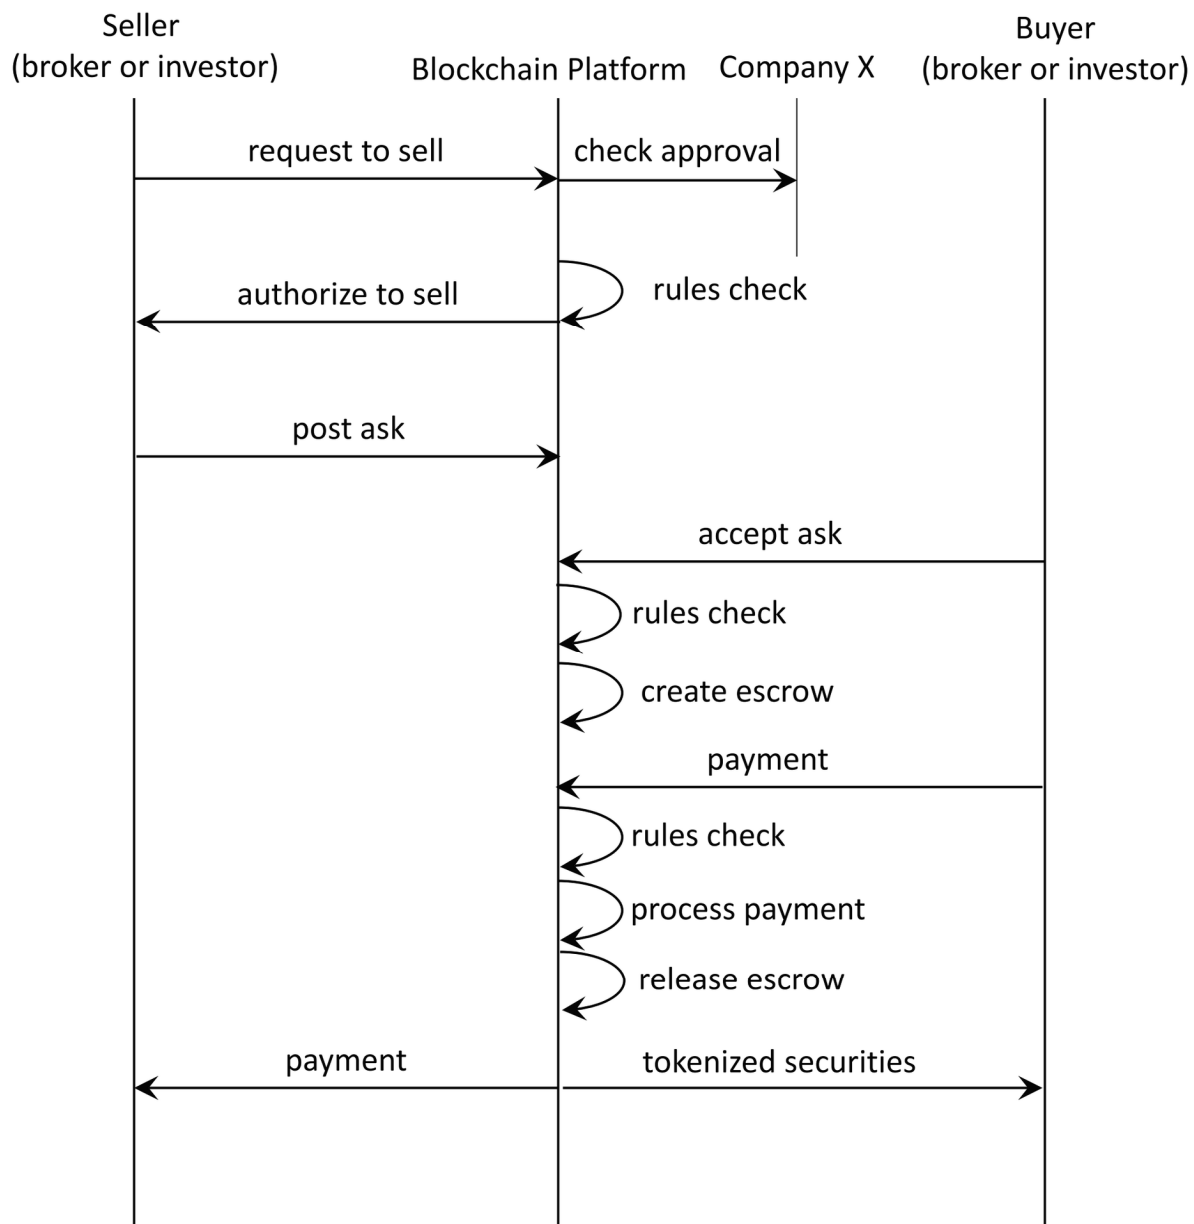 Seller
(broker or investor)
Blockchain Platform
Company X
Buyer
(broker or investor)
request to sell
check approval
authorize to sell
rules check
post ask
accept ask
rules check
create escrow
payment
rules check
process payment
release escrow
payment
tokenized securities